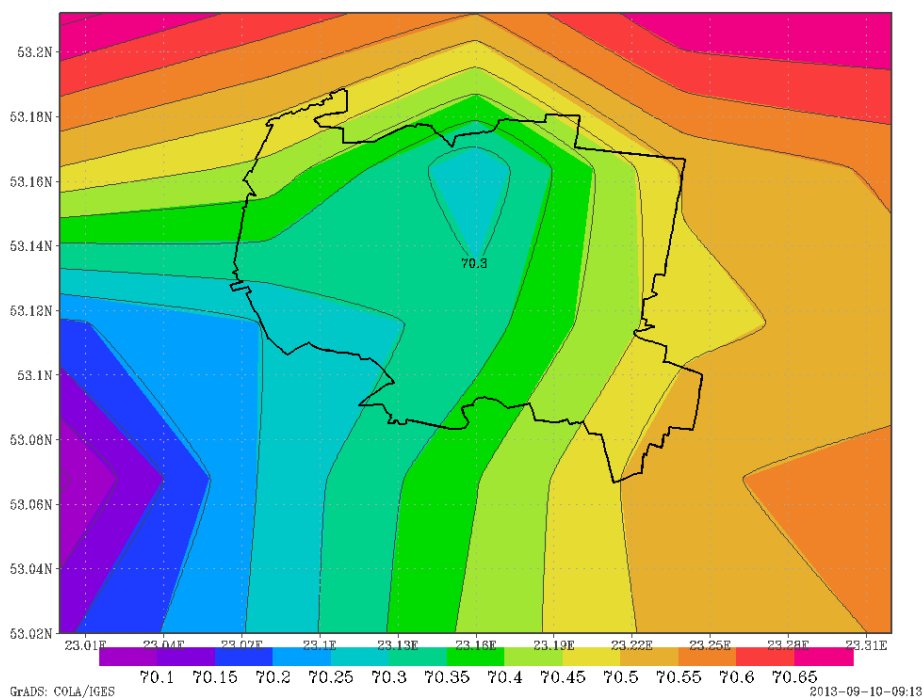 53.2N
53.18N
53.16N
53.14N
70.3
53.12N
53.1N
53.08N
53.06N
53.04N
53.02N
23.01E 23.04E 23.07E 23.1E 23.13E 23.16E 23.19E 23.22E 23.25E 23.28E 23.31E
70.1 70.15 70.2 70.25 70.3 70.35 70.4 70.45 70.5 70.55 70.6 70.65
GrADS: COLA/IGES 2013-09-10-09:13